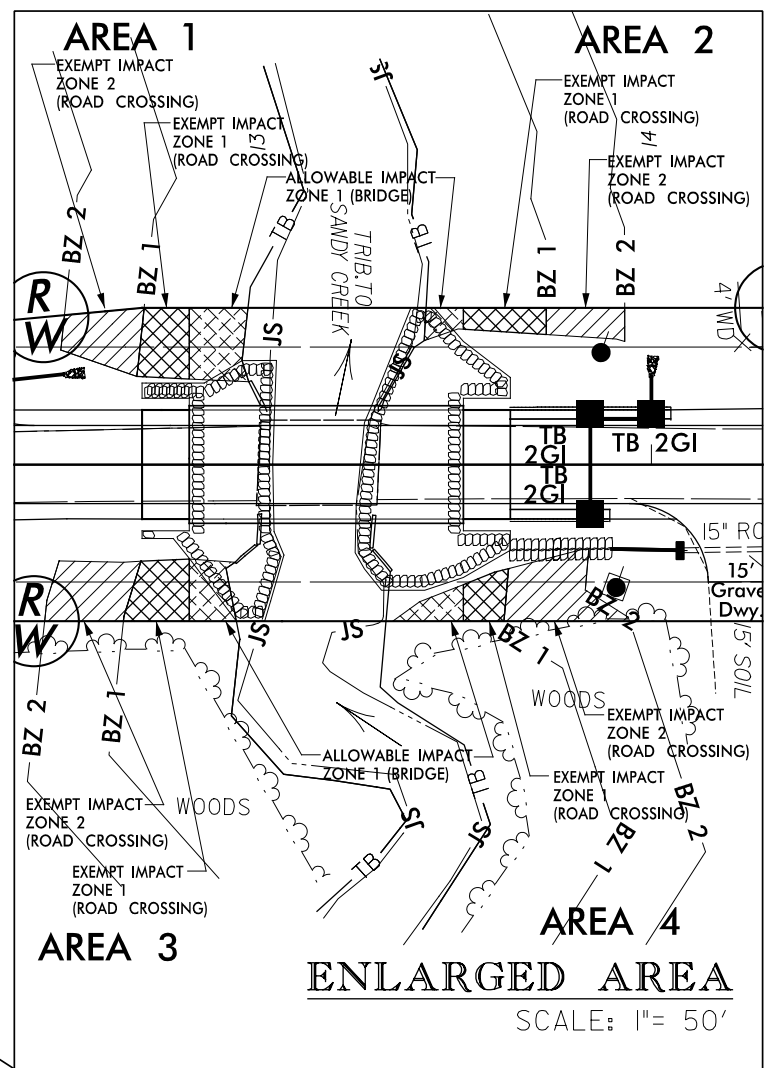 AREA 1
AREA 2
EXEMPT IMPACT
ZONE 2
(ROAD CROSSING)
EXEMPT IMPACT
ZONE 1
(ROAD CROSSING)
13
ALLOWABLE IMPACT
ZONE 1 (BRIDGE)
EXEMPT IMPACT
ZONE 1
(ROAD CROSSING)
14
EXEMPT IMPACT
ZONE 2
(ROAD CROSSING)
JS
TB
TB
BZ 2
BZ 1
BZ 1
BZ 2
TRIB.TO
SANDY CREEK
R
W
4' WD
JS
JS
TB
2GI
TB 2GI
TB
2GI
15" RC
15'
Grave
Dwy.
15' SOIL
R
W
JS
JS
BZ 2
BZ 1
WOODS
BZ 2
BZ 1
EXEMPT IMPACT
ZONE 2
(ROAD CROSSING)
ALLOWABLE IMPACT
ZONE 1 (BRIDGE)
TB
EXEMPT IMPACT
ZONE 1
(ROAD CROSSING)
BZ 2
EXEMPT IMPACT
ZONE 2
(ROAD CROSSING)
WOODS
JS
JS
TB
BZ 1
BZ
EXEMPT IMPACT
ZONE 1
(ROAD CROSSING)
AREA 3
AREA 4
ENLARGED AREA
SCALE: 1"= 50'